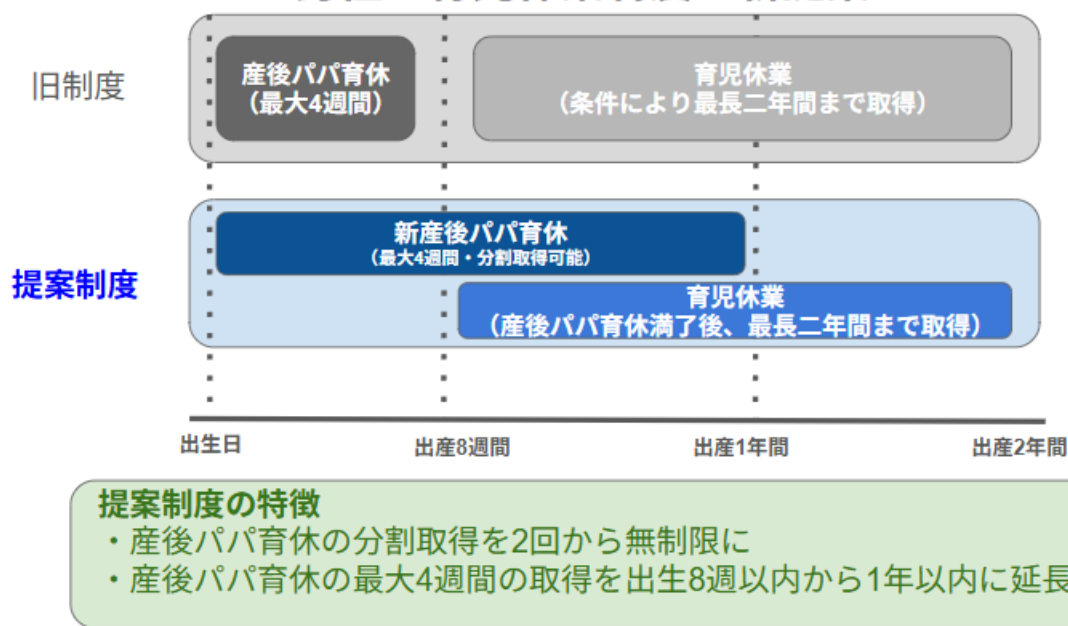 旧制度
産後パパ育休
（最大4週間）
育児休業
（条件により最長二年間まで取得）
提案制度
新産後パパ育休
（最大4週間・分割取得可能）
育児休業
（産後パパ育休満了後、最長二年間まで取得）
出生日
出産8週間
出産1年間
出産2年間
提案制度の特徴
・産後パパ育休の分割取得を2回から無制限に
・産後パパ育休の最大4週間の取得を出生8週以内から1年以内に延長